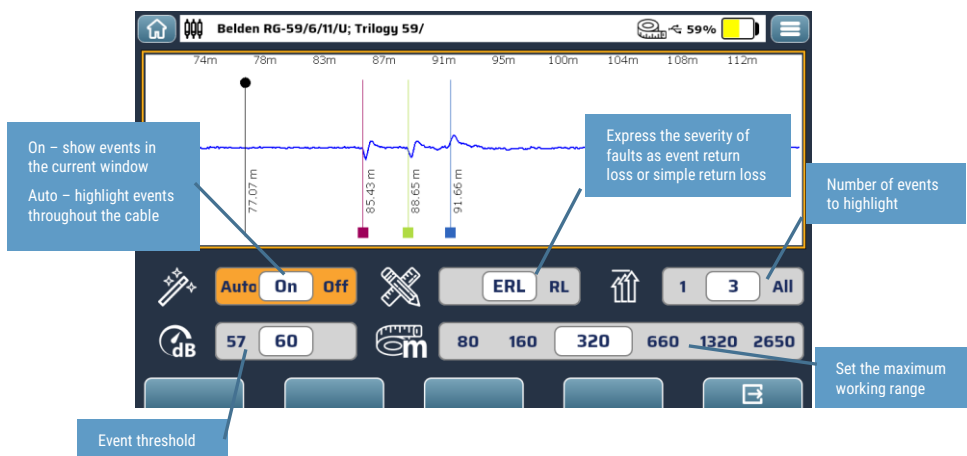 Belden RG-59/6/11/U; Trilogy 59/
59%
74m 78m 83m 87m 91m 95m 100m 104m 108m 112m
On – show events in
the current window
Auto – highlight events
throughout the cable
Express the severity of
faults as event return
loss or simple return loss
Number of events
to highlight
77.07 m
85.43 m
88.65 m
91.66 m
Auto On Off
ERL RL
1 3 All
dB
57 60
m
80 160 320 660 1320 2650
Set the maximum
working range
Event threshold